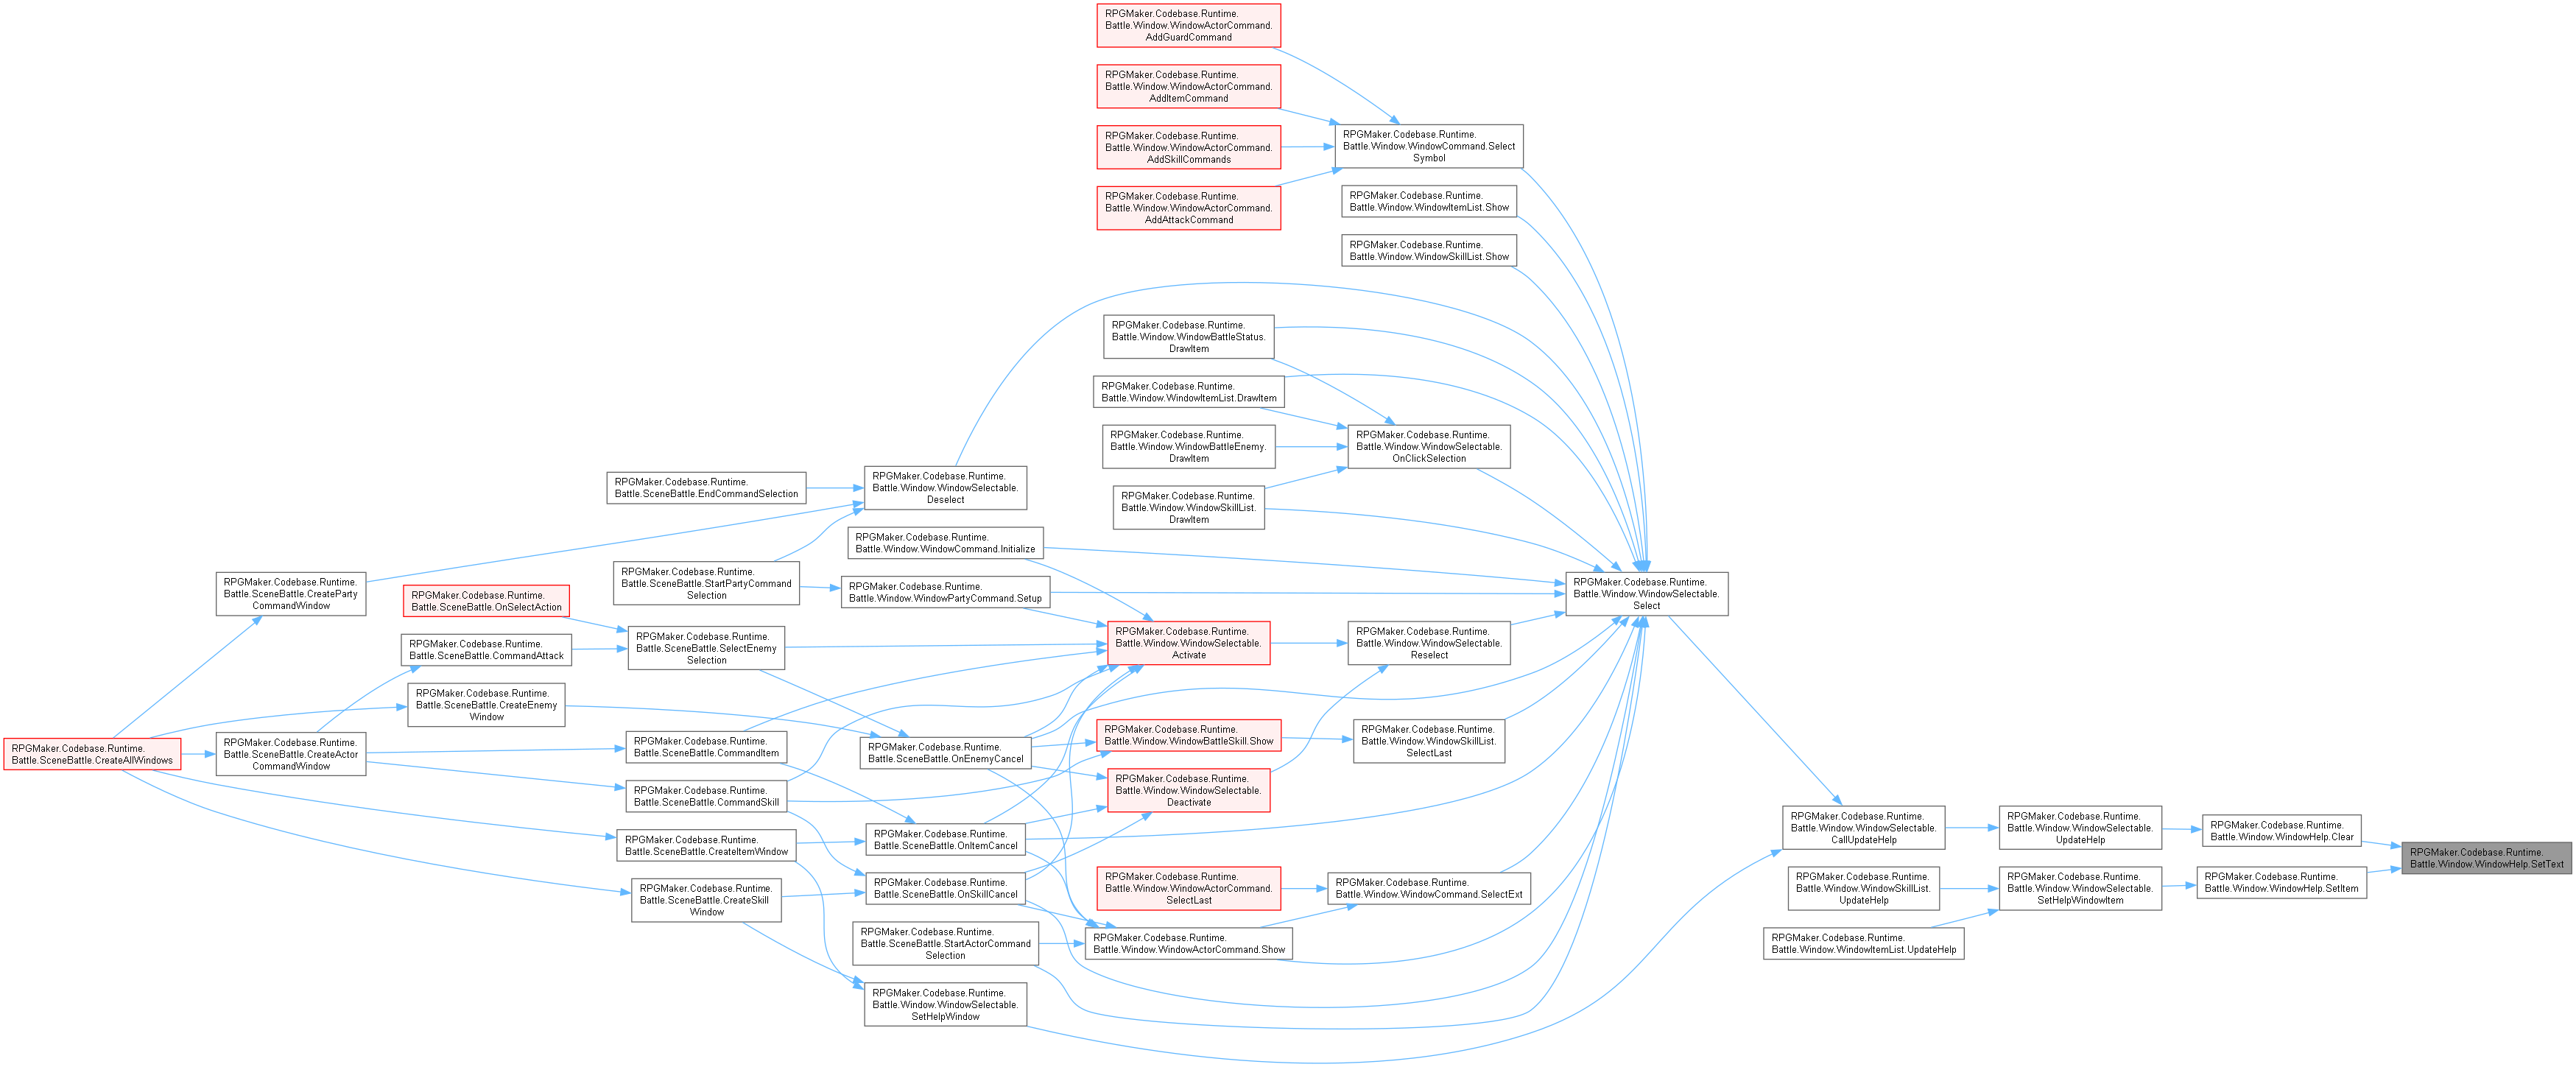 RPGMaker.Codebase.Runtime.
Battle.Window.WindowActorCommand.
AddGuardCommand
RPGMaker.Codebase.Runtime.
Battle.Window.WindowActorCommand.
AddItemCommand
RPGMaker.Codebase.Runtime.
Battle.Window.WindowActorCommand.
AddSkillCommands
RPGMaker.Codebase.Runtime.
Battle.Window.WindowActorCommand.
AddAttackCommand
RPGMaker.Codebase.Runtime.
Battle.Window.WindowCommand.Select
Symbol
RPGMaker.Codebase.Runtime.
Battle.Window.WindowItemList.Show
RPGMaker.Codebase.Runtime.
Battle.Window.WindowSkillList.Show
RPGMaker.Codebase.Runtime.
Battle.Window.WindowBattleStatus.
DrawItem
RPGMaker.Codebase.Runtime.
Battle.Window.WindowItemList.DrawItem
RPGMaker.Codebase.Runtime.
Battle.Window.WindowBattleEnemy.
DrawItem
RPGMaker.Codebase.Runtime.
Battle.Window.WindowSkillList.
DrawItem
RPGMaker.Codebase.Runtime.
Battle.Window.WindowSelectable.
OnClickSelection
RPGMaker.Codebase.Runtime.
Battle.SceneBattle.EndCommandSelection
RPGMaker.Codebase.Runtime.
Battle.Window.WindowSelectable.
Deselect
RPGMaker.Codebase.Runtime.
Battle.Window.WindowCommand.Initialize
RPGMaker.Codebase.Runtime.
Battle.SceneBattle.CreateParty
CommandWindow
RPGMaker.Codebase.Runtime.
Battle.SceneBattle.OnSelectAction
RPGMaker.Codebase.Runtime.
Battle.SceneBattle.StartPartyCommand
Selection
RPGMaker.Codebase.Runtime.
Battle.Window.WindowPartyCommand.Setup
RPGMaker.Codebase.Runtime.
Battle.Window.WindowSelectable.
Select
RPGMaker.Codebase.Runtime.
Battle.SceneBattle.CommandAttack
RPGMaker.Codebase.Runtime.
Battle.SceneBattle.SelectEnemy
Selection
RPGMaker.Codebase.Runtime.
Battle.Window.WindowSelectable.
Activate
RPGMaker.Codebase.Runtime.
Battle.Window.WindowSelectable.
Reselect
RPGMaker.Codebase.Runtime.
Battle.SceneBattle.CreateEnemy
Window
RPGMaker.Codebase.Runtime.
Battle.SceneBattle.CreateAllWindows
RPGMaker.Codebase.Runtime.
Battle.SceneBattle.CreateActor
CommandWindow
RPGMaker.Codebase.Runtime.
Battle.SceneBattle.CommandItem
RPGMaker.Codebase.Runtime.
Battle.SceneBattle.OnEnemyCancel
RPGMaker.Codebase.Runtime.
Battle.Window.WindowBattleSkill.Show
RPGMaker.Codebase.Runtime.
Battle.Window.WindowSkillList.
SelectLast
RPGMaker.Codebase.Runtime.
Battle.SceneBattle.CommandSkill
RPGMaker.Codebase.Runtime.
Battle.Window.WindowSelectable.
Deactivate
RPGMaker.Codebase.Runtime.
Battle.SceneBattle.CreateItemWindow
RPGMaker.Codebase.Runtime.
Battle.SceneBattle.OnItemCancel
RPGMaker.Codebase.Runtime.
Battle.SceneBattle.CreateSkill
Window
RPGMaker.Codebase.Runtime.
Battle.SceneBattle.OnSkillCancel
RPGMaker.Codebase.Runtime.
Battle.Window.WindowActorCommand.
SelectLast
RPGMaker.Codebase.Runtime.
Battle.Window.WindowCommand.SelectExt
RPGMaker.Codebase.Runtime.
Battle.SceneBattle.StartActorCommand
Selection
RPGMaker.Codebase.Runtime.
Battle.Window.WindowActorCommand.Show
RPGMaker.Codebase.Runtime.
Battle.Window.WindowSelectable.
SetHelpWindow
RPGMaker.Codebase.Runtime.
Battle.Window.WindowSelectable.
CallUpdateHelp
RPGMaker.Codebase.Runtime.
Battle.Window.WindowSelectable.
UpdateHelp
RPGMaker.Codebase.Runtime.
Battle.Window.WindowHelp.Clear
RPGMaker.Codebase.Runtime.
Battle.Window.WindowHelp.SetText
RPGMaker.Codebase.Runtime.
Battle.Window.WindowSkillList.
UpdateHelp
RPGMaker.Codebase.Runtime.
Battle.Window.WindowSelectable.
SetHelpWindowItem
RPGMaker.Codebase.Runtime.
Battle.Window.WindowHelp.SetItem
RPGMaker.Codebase.Runtime.
Battle.Window.WindowItemList.UpdateHelp